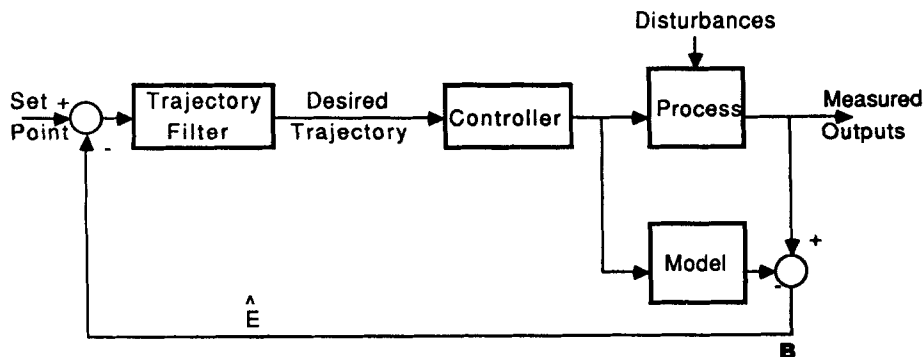 Disturbances
Set +
Point
-
Trajectory
Filter
Desired
Trajectory
Controller
Process
Measured
Outputs
Model
+
-
^
E
B